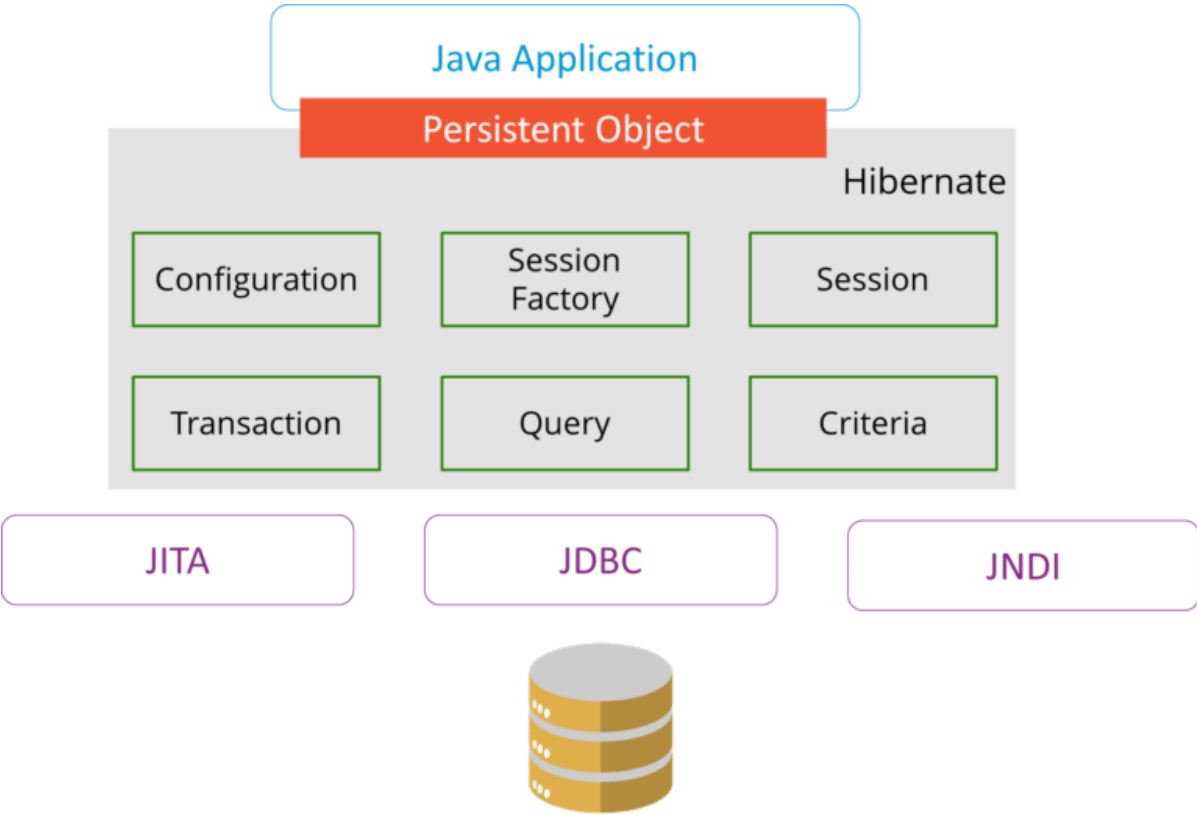 Java Application
Persistent Object
Hibernate
Configuration
Session
Factory
Session
Transaction
Query
Criteria
JITA
JDBC
JNDI